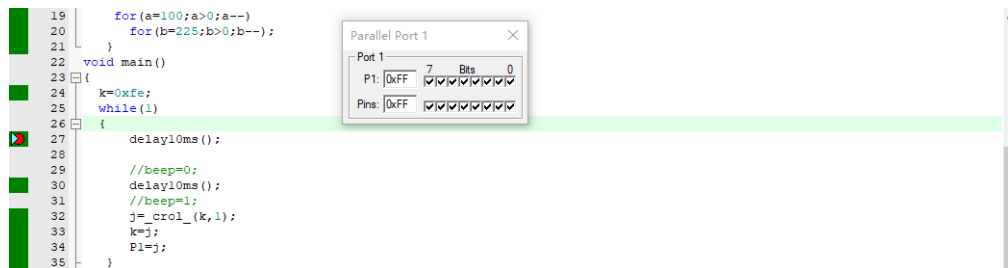 19 for(a=100;a>0;a--)
20 for(b=225;b>0;b--);
21 }
22 void main()
23 {
24 k=0xfe;
25 while(1)
26 {
27 delay10ms();
28
29 //beep=0;
30 delay10ms();
31 //beep=1;
32 j=_crol_(k,1);
33 k=j;
34 P1=j;
35 }
Parallel Port 1
Port 1
7 Bits 0
P1: 0xFF
Pins: 0xFF